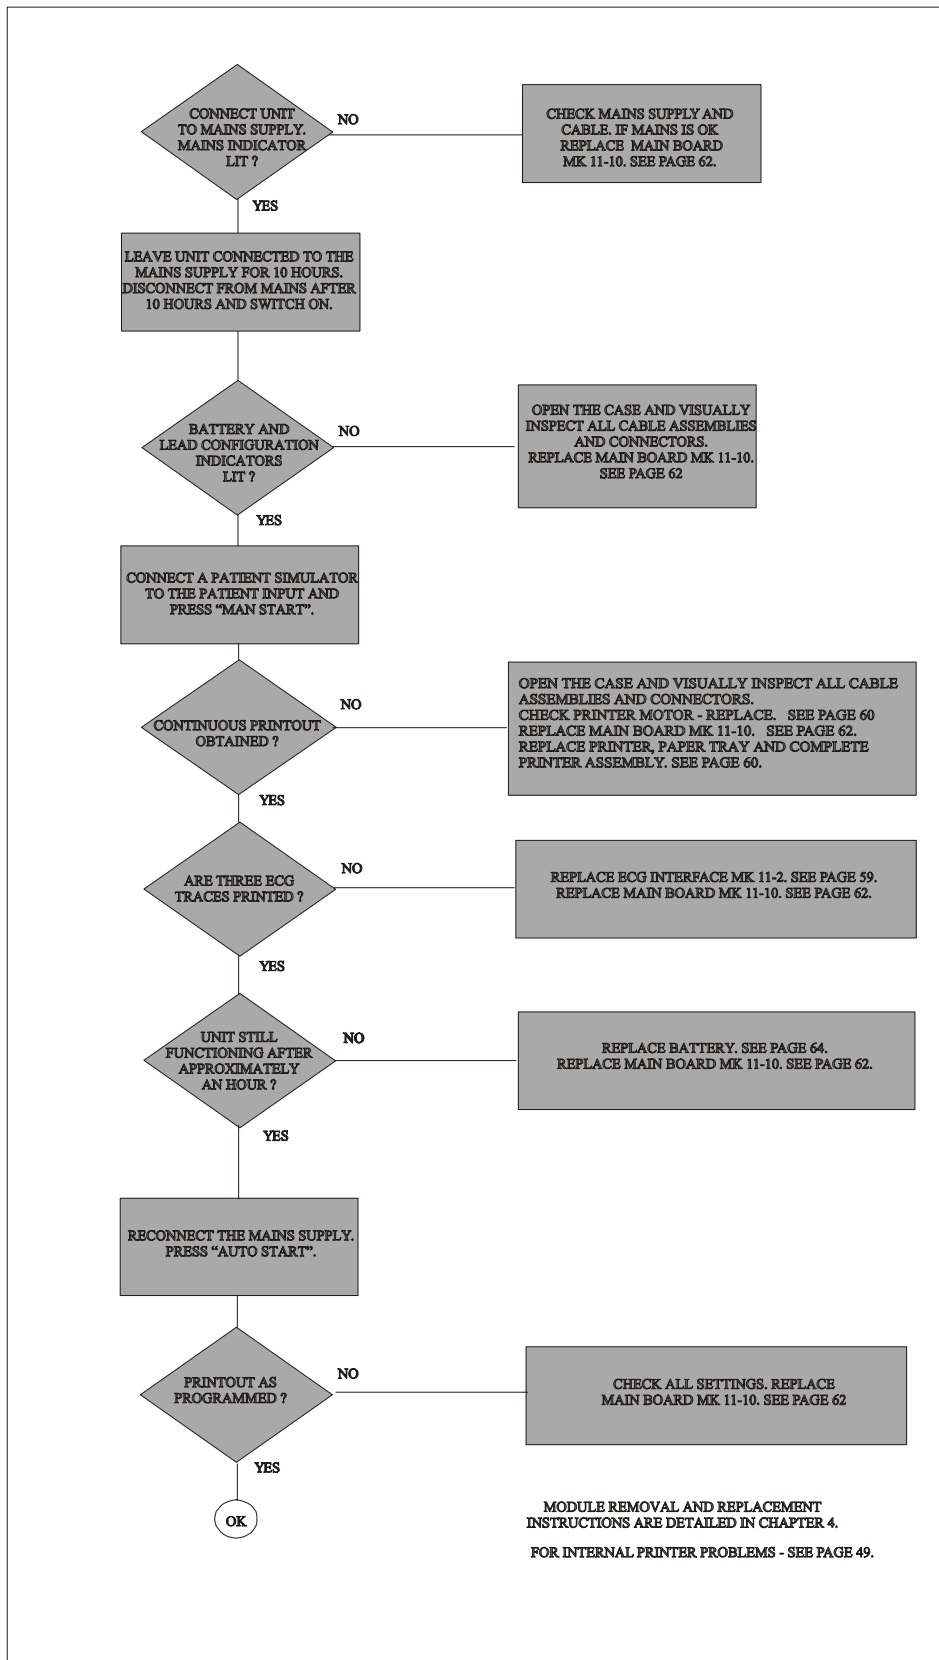 CONNECT UNIT
TO MAINS SUPPLY.
MAINS INDICATOR
LIT ?
NO
CHECK MAINS SUPPLY AND
CABLE. IF MAINS IS OK
REPLACE MAIN BOARD
MK 11-10. SEE PAGE 62.
YES
LEAVE UNIT CONNECTED TO THE
MAINS SUPPLY FOR 10 HOURS.
DISCONNECT FROM MAINS AFTER
10 HOURS AND SWITCH ON.
BATTERY AND
LEAD CONFIGURATION
INDICATORS
LIT ?
NO
OPEN THE CASE AND VISUALLY
INSPECT ALL CABLE ASSEMBLIES
AND CONNECTORS.
REPLACE MAIN BOARD MK 11-10.
SEE PAGE 62
YES
CONNECT A PATIENT SIMULATOR
TO THE PATIENT INPUT AND
PRESS “MAN START”.
CONTINUOUS PRINTOUT
OBTAINED ?
NO
OPEN THE CASE AND VISUALLY INSPECT ALL CABLE
ASSEMBLIES AND CONNECTORS.
CHECK PRINTER MOTOR - REPLACE. SEE PAGE 60
REPLACE MAIN BOARD MK 11-10. SEE PAGE 62.
REPLACE PRINTER, PAPER TRAY AND COMPLETE
PRINTER ASSEMBLY. SEE PAGE 60.
YES
ARE THREE ECG
TRACES PRINTED ?
NO
REPLACE ECG INTERFACE MK 11-2. SEE PAGE 59.
REPLACE MAIN BOARD MK 11-10. SEE PAGE 62.
YES
UNIT STILL
FUNCTIONING AFTER
APPROXIMATELY
AN HOUR ?
NO
REPLACE BATTERY. SEE PAGE 64.
REPLACE MAIN BOARD MK 11-10. SEE PAGE 62.
YES
RECONNECT THE MAINS SUPPLY.
PRESS “AUTO START”.
PRINTOUT AS
PROGRAMMED ?
NO
CHECK ALL SETTINGS. REPLACE
MAIN BOARD MK 11-10. SEE PAGE 62
YES
OK
MODULE REMOVAL AND REPLACEMENT
INSTRUCTIONS ARE DETAILED IN CHAPTER 4.
FOR INTERNAL PRINTER PROBLEMS - SEE PAGE 49.